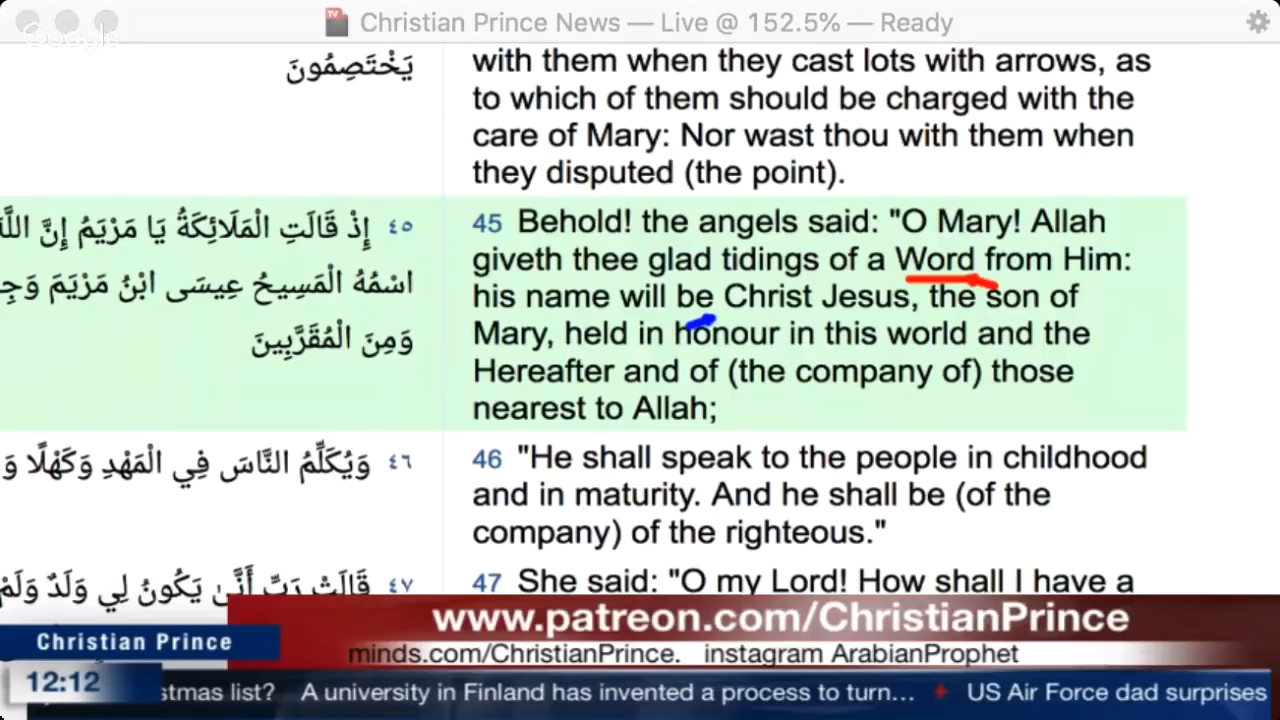 Christian Prince News — Live @ 152.5% — Ready
Google
يَخْتَصِمُونَ
with them when they cast lots with arrows, as
to which of them should be charged with the
care of Mary: Nor wast thou with them when
they disputed (the point).
٤٥ إِذْ قَالَتِ الْمَلَائِكَةُ يَا مَرْيَمُ إِنَّ
اسْمُهُ الْمَسِيحُ عِيسَى ابْنُ مَرْيَمَ
وَمِنَ الْمُقَرَّبِينَ
45 Behold! the angels said: "O Mary! Allah
giveth thee glad tidings of a Word from Him:
his name will be Christ Jesus, the son of
Mary, held in honour in this world and the
Hereafter and of (the company of) those
nearest to Allah;
٤٦ وَيُكَلِّمُ النَّاسَ فِي الْمَهْدِ وَكَهْلًا وَ
46 "He shall speak to the people in childhood
and in maturity. And he shall be (of the
company) of the righteous."
٤٧ قَالَتْ رَبِّ أَنَّىٰ يَكُونُ لِي وَلَدٌ وَلَمْ
47 She said: "O my Lord! How shall I have a
www.patreon.com/ChristianPrince
Christian Prince
minds.com/ChristianPrince. instagram ArabianProphet
12:12
stmas list? A university in Finland has invented a process to turn... US Air Force dad surprises